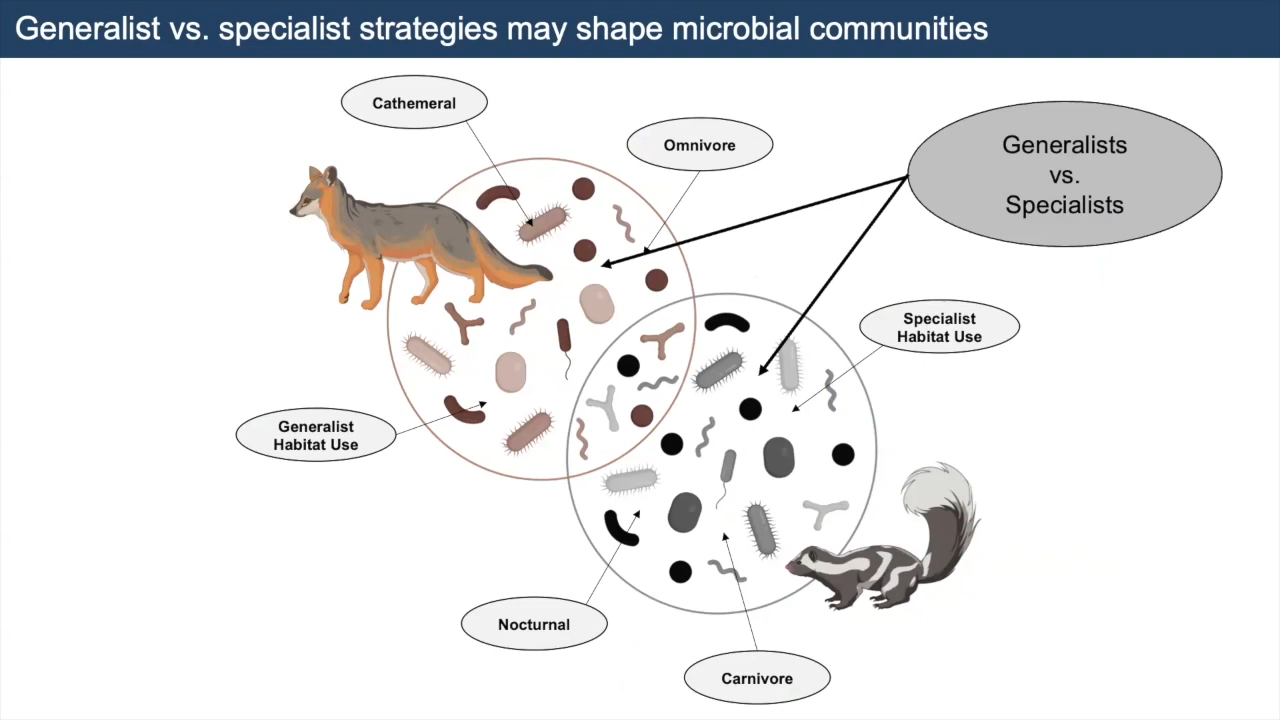 Generalist vs. specialist strategies may shape microbial communities
Cathemeral
Omnivore
Generalists
vs.
Specialists
Specialist
Habitat Use
Generalist
Habitat Use
Nocturnal
Carnivore